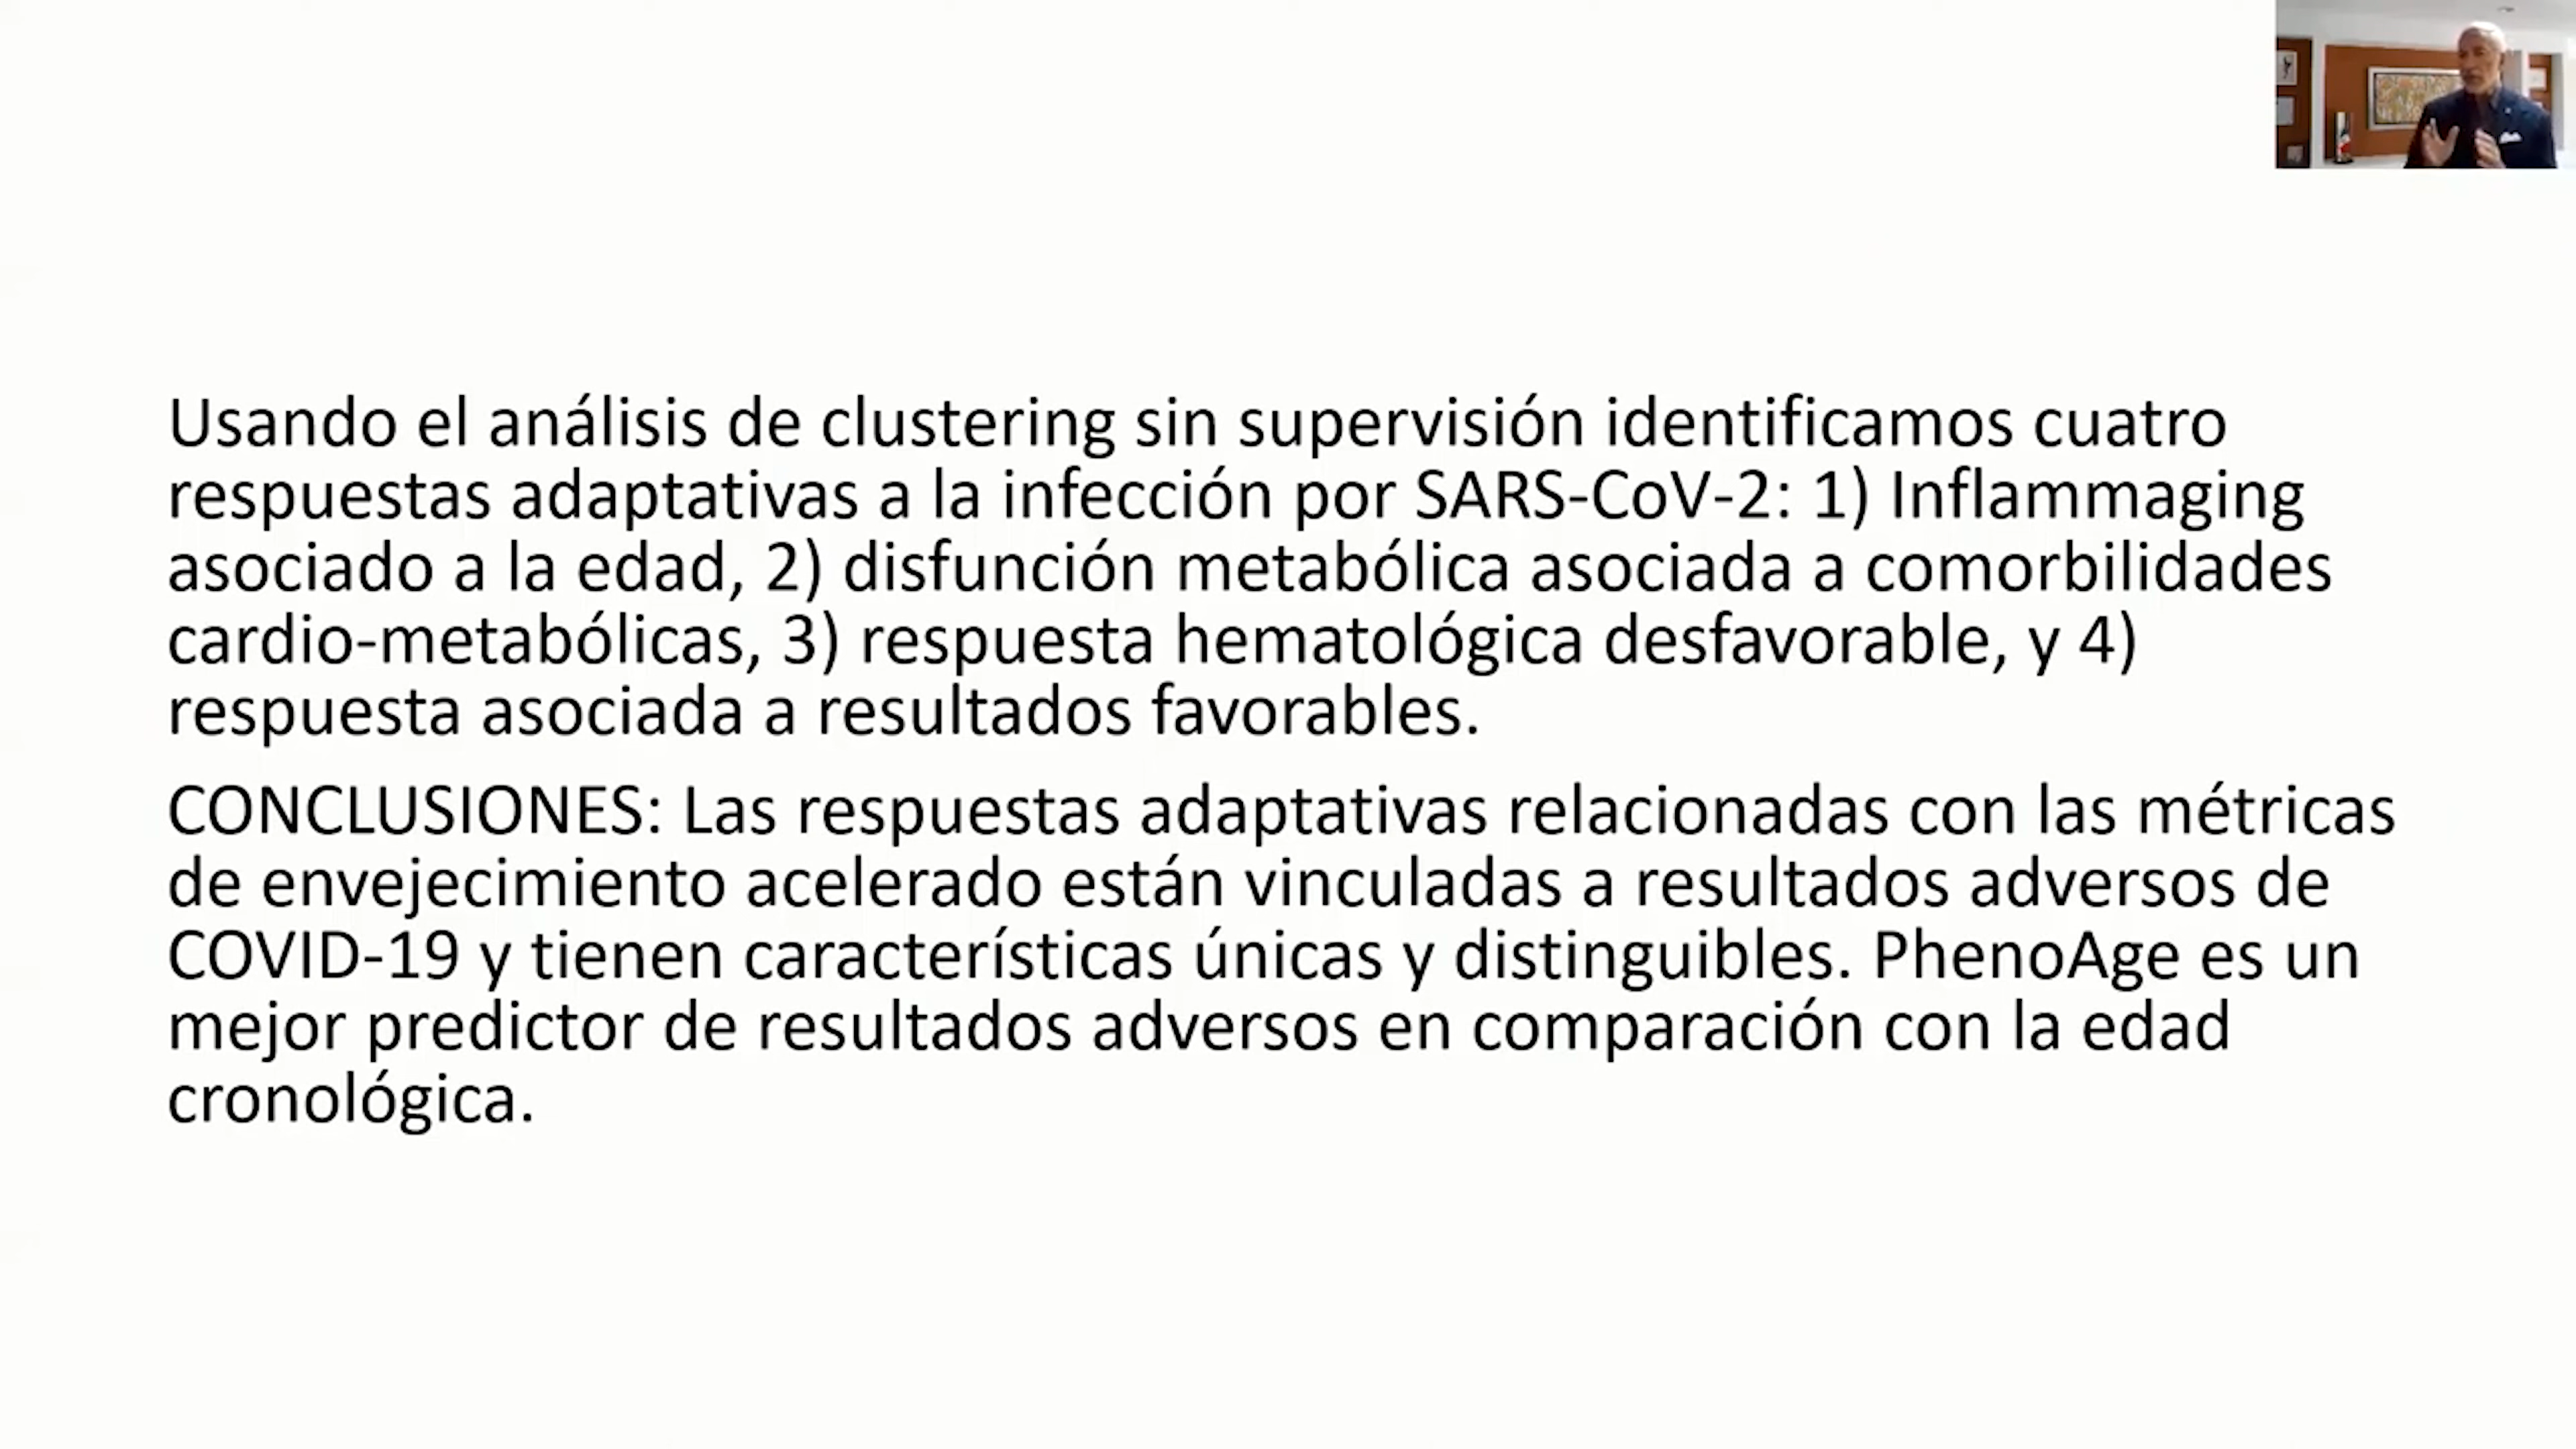 Usando el análisis de clustering sin supervisión identificamos cuatro
respuestas adaptativas a la infección por SARS-CoV-2: 1) Inflammaging
asociado a la edad, 2) disfunción metabólica asociada a comorbilidades
cardio-metabólicas, 3) respuesta hematológica desfavorable, y 4)
respuesta asociada a resultados favorables.
CONCLUSIONES: Las respuestas adaptativas relacionadas con las métricas
de envejecimiento acelerado están vinculadas a resultados adversos de
COVID-19 y tienen características únicas y distinguibles. PhenoAge es un
mejor predictor de resultados adversos en comparación con la edad
cronológica.